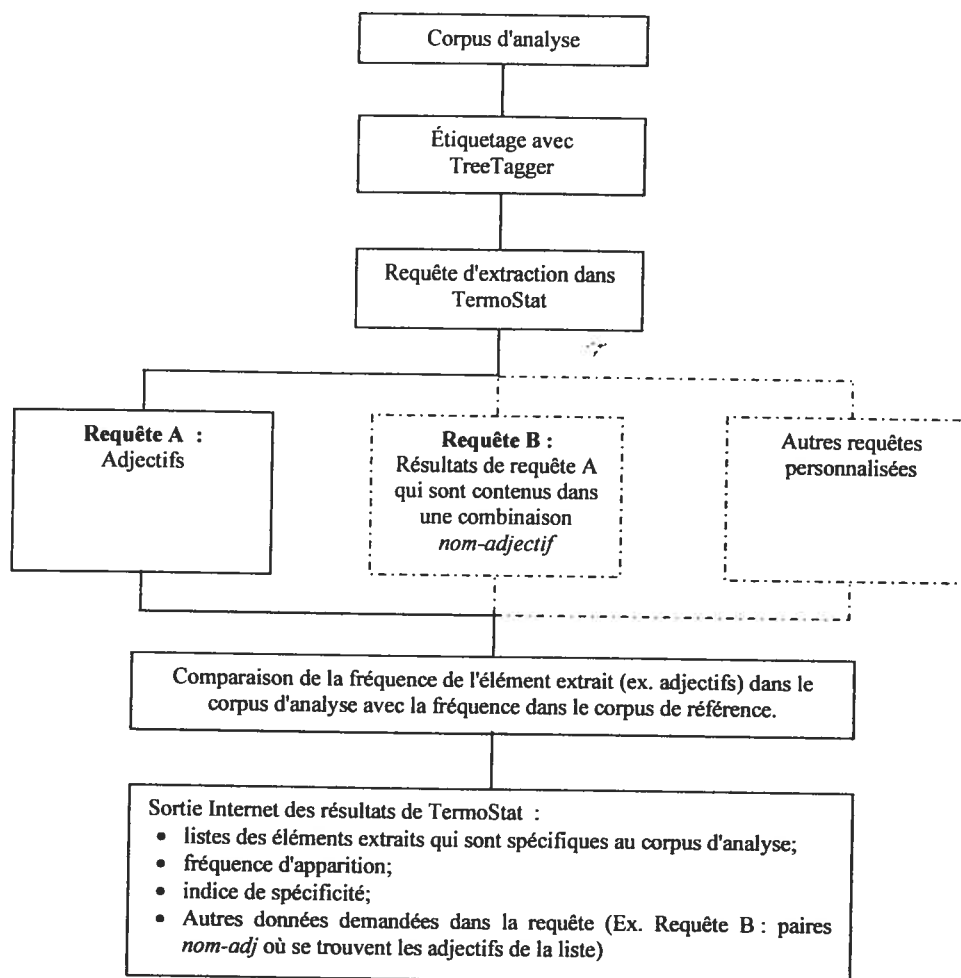 Corpus d'analyse
Étiquetage avec
TreeTagger
Requête d'extraction dans
TermoStat
Requête A :
Adjectifs
Requête B :
Résultats de requête A
qui sont contenus dans
une combinaison
nom-adjectif
Autres requêtes
personnalisées
Comparaison de la fréquence de l'élément extrait (ex. adjectifs) dans le
corpus d'analyse avec la fréquence dans le corpus de référence.
Sortie Internet des résultats de TermoStat :
• listes des éléments extraits qui sont spécifiques au corpus d'analyse;
• fréquence d'apparition;
• indice de spécificité;
• Autres données demandées dans la requête (Ex. Requête B : paires
nom-adj où se trouvent les adjectifs de la liste)